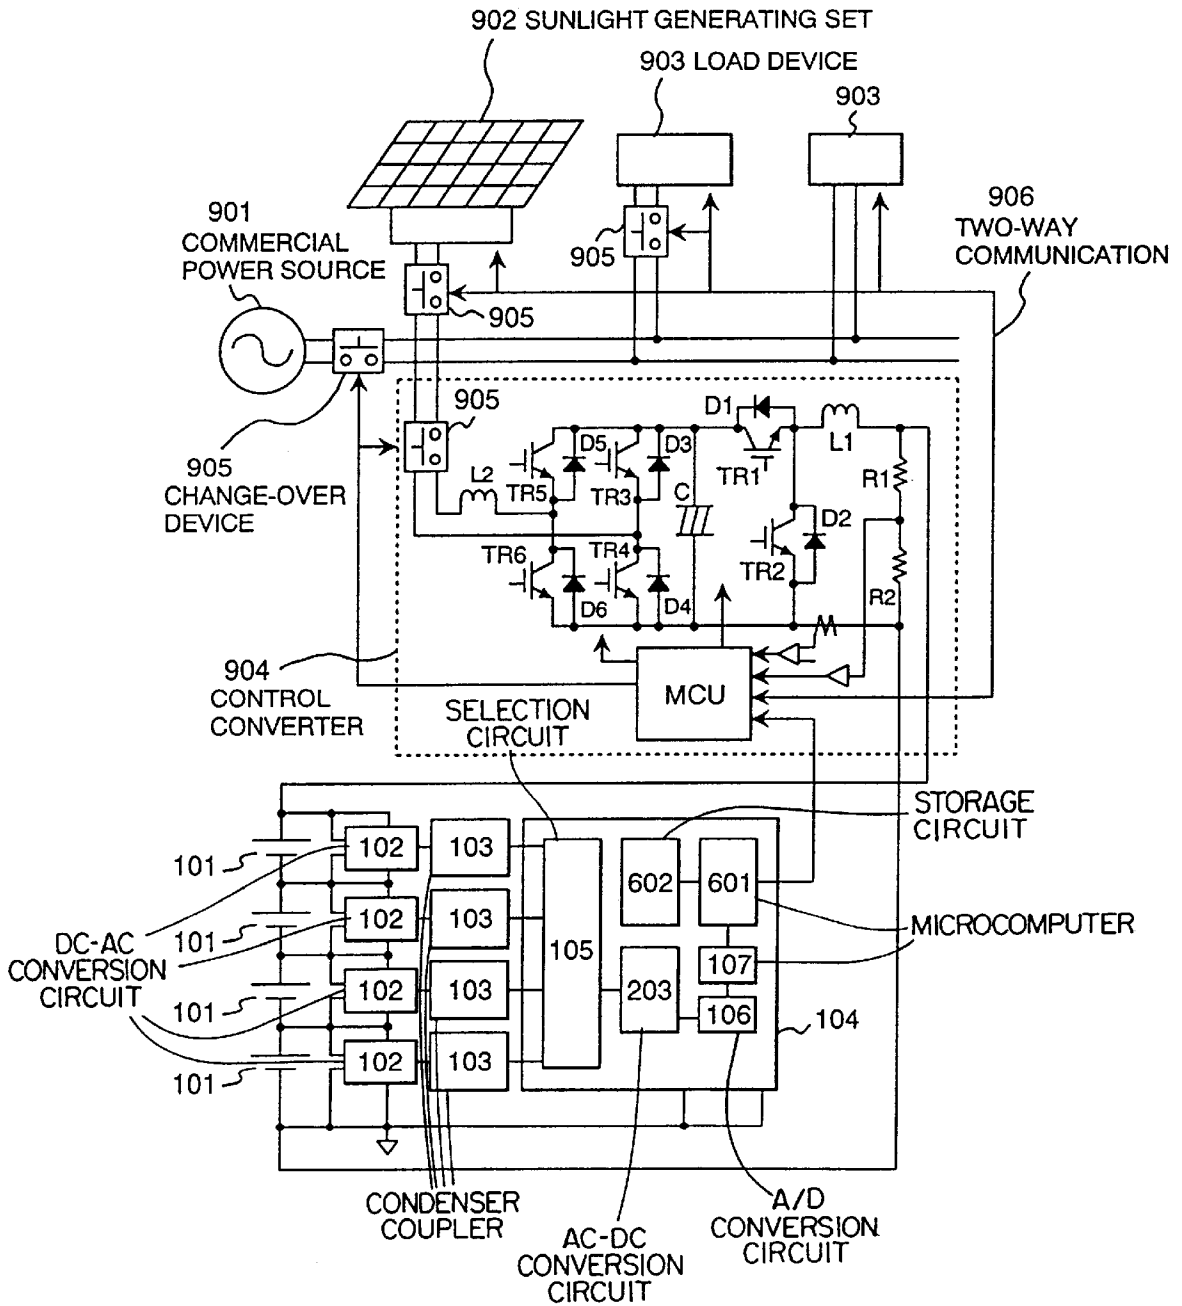 902 SUNLIGHT GENERATING SET
903 LOAD DEVICE
903
901
COMMERCIAL
POWER SOURCE
906
TWO-WAY
COMMUNICATION
905
905
905
905
CHANGE-OVER
DEVICE
D1
L1
TR1
R1
D5
D3
L2
TR5
TR3
C
D2
TR6
TR4
TR2
R2
D6
D4
904
CONTROL
CONVERTER
MCU
SELECTION
CIRCUIT
STORAGE
CIRCUIT
101
102
103
602
601
101
102
103
105
MICROCOMPUTER
DC-AC
CONVERSION
CIRCUIT
107
101
102
103
203
106
104
101
102
103
CONDENSER
COUPLER
A/D
CONVERSION
CIRCUIT
AC-DC
CONVERSION
CIRCUIT